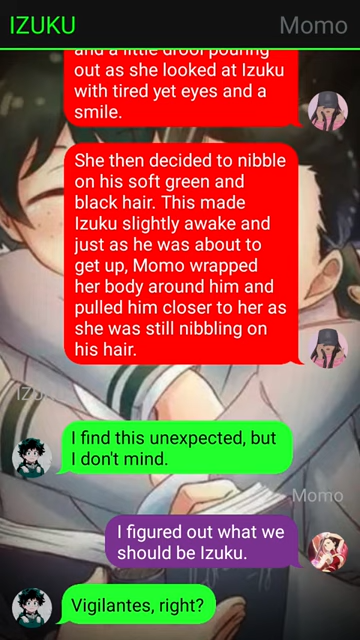 IZUKU Momo
and a little drool pouring
out as she looked at Izuku
with tired yet eyes and a
smile.
She then decided to nibble
on his soft green and
black hair. This made
Izuku slightly awake and
just as he was about to
get up, Momo wrapped
her body around him and
pulled him closer to her as
she was still nibbling on
his hair.
IZU
I find this unexpected, but
I don't mind.
Momo
I figured out what we
should be Izuku.
Vigilantes, right?